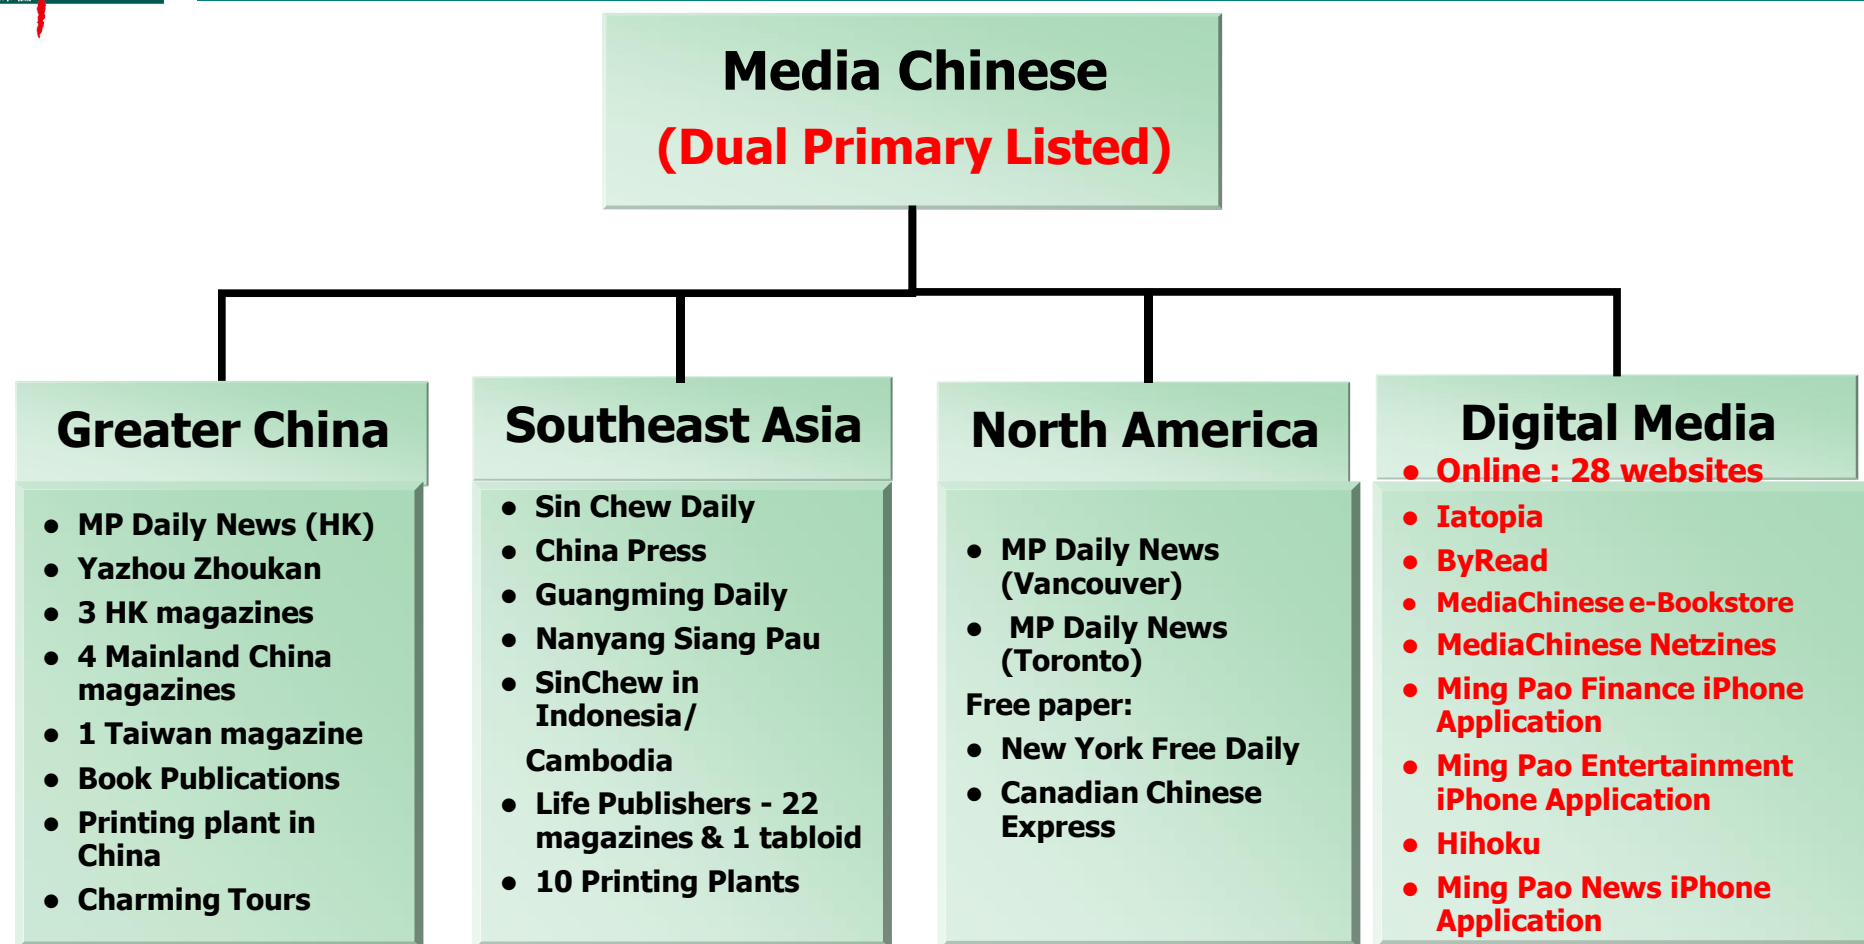 Media Chinese
(Dual Primary Listed)
Greater China
● MP Daily News (HK)
● Yazhou Zhoukan
● 3 HK magazines
● 4 Mainland China
magazines
● 1 Taiwan magazine
● Book Publications
● Printing plant in
China
● Charming Tours
Southeast Asia
● Sin Chew Daily
● China Press
● Guangming Daily
● Nanyang Siang Pau
● SinChew in
Indonesia/
Cambodia
● Life Publishers - 22
magazines & 1 tabloid
● 10 Printing Plants
North America
● MP Daily News
(Vancouver)
● MP Daily News
(Toronto)
Free paper:
● New York Free Daily
● Canadian Chinese
Express
Digital Media
● Online : 28 websites
● Iatopia
● ByRead
● MediaChinese e-Bookstore
● MediaChinese Netzines
● Ming Pao Finance iPhone
Application
● Ming Pao Entertainment
iPhone Application
● Hihoku
● Ming Pao News iPhone
Application